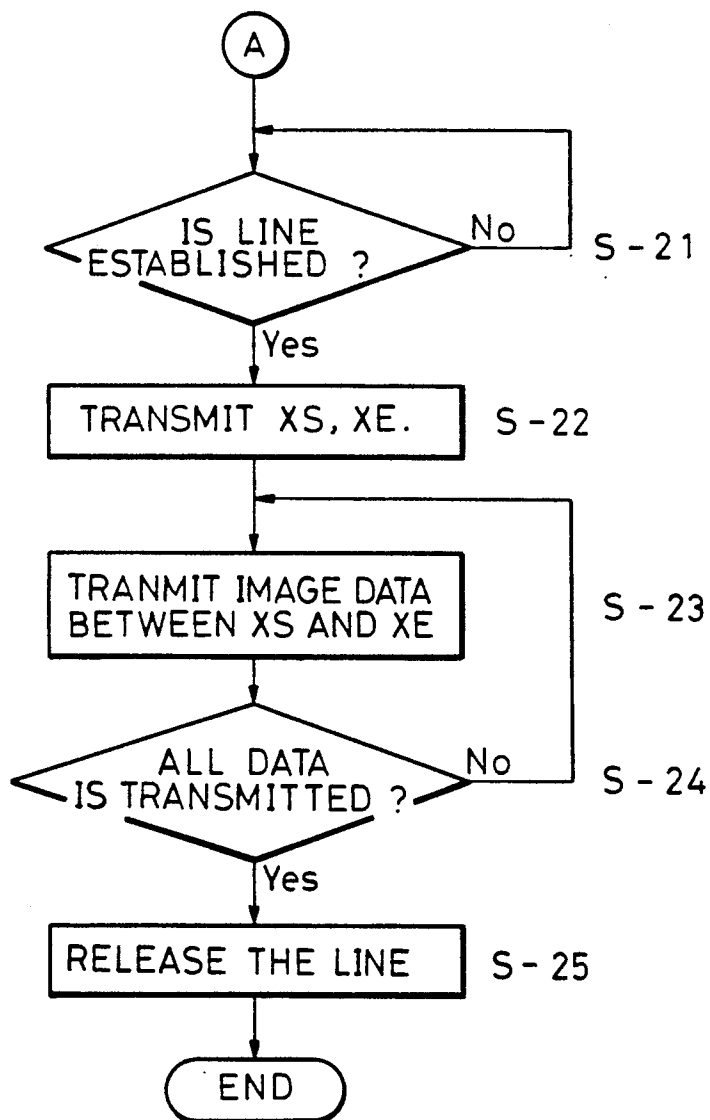 A
IS LINE
ESTABLISHED ?
No
S-21
Yes
TRANSMIT XS, XE.
S-22
TRANMIT IMAGE DATA
BETWEEN XS AND XE
S-23
ALL DATA
IS TRANSMITTED ?
No
S-24
Yes
RELEASE THE LINE
S-25
END